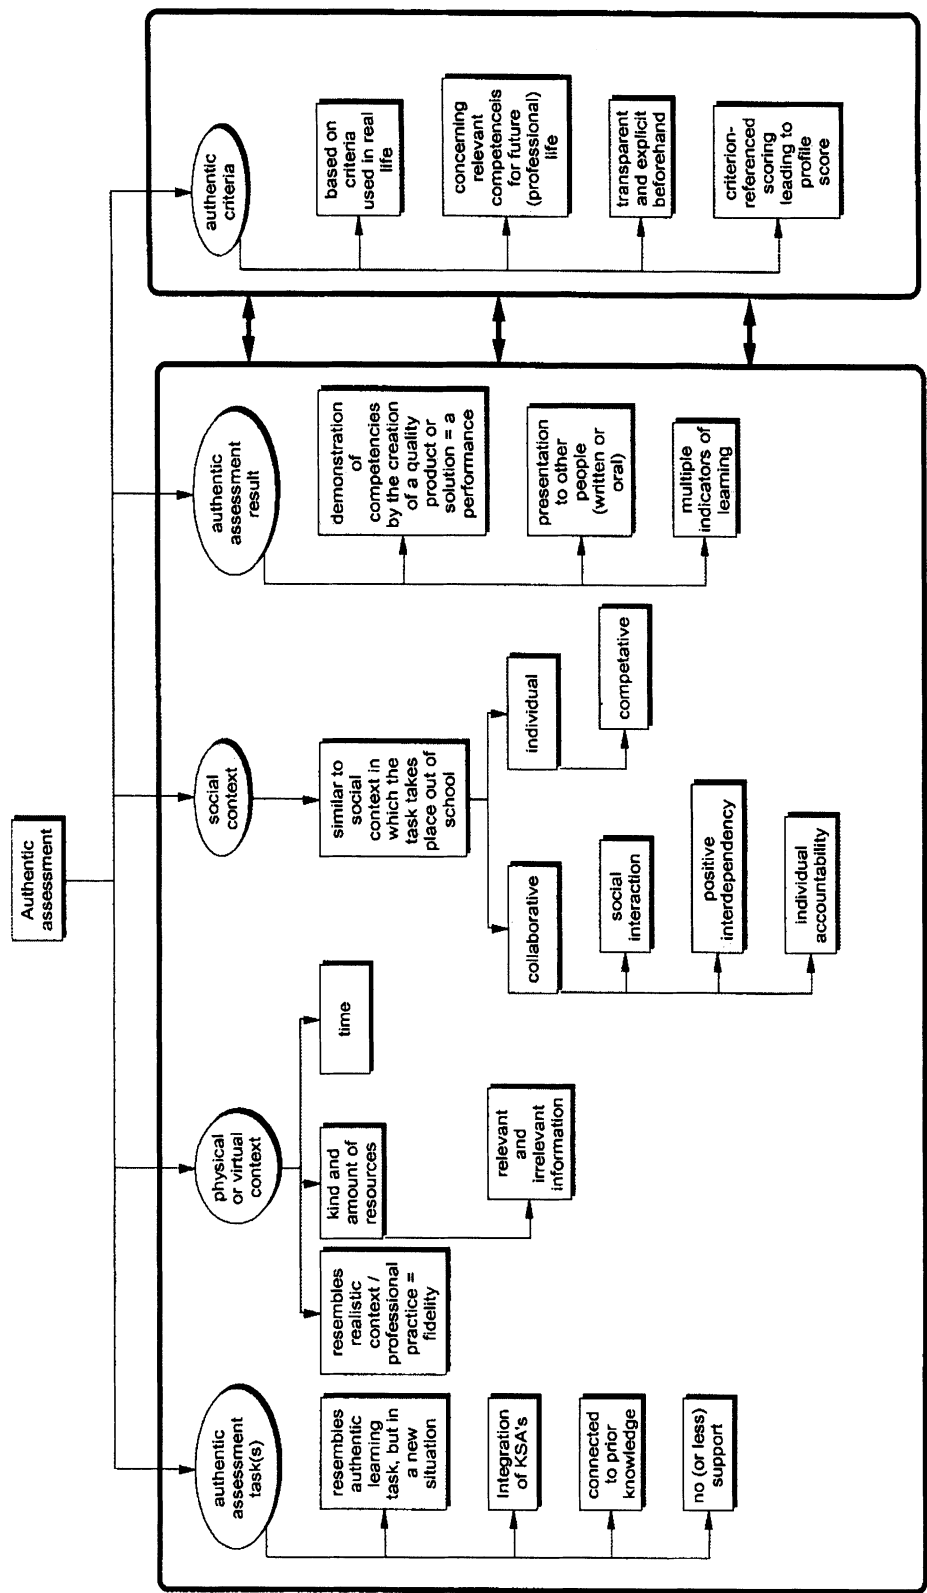 Authentic
assessment
authentic
assessment
task(s)
resembles
authentic
learning
task, but in
a new
situation
Integration
of KSA's
connected
to prior
knowledge
no (or less)
support
physical
or virtual
context
resembles
realistic
context /
professional
practice =
fidelity
kind and
amount of
resources
relevant
and
irrelevant
information
time
social
context
similar to
social
context in
which the
task takes
place out of
school
collaborative
social
interaction
positive
interdependency
individual
accountability
individual
competative
authentic
assessment
result
demonstration
of
competencies
by the creation
of a quality
product or
solution = a
performance
presentation
to other
people
(written or
oral)
multiple
indicators of
learning
authentic
criteria
based on
criteria
used in real
life
concerning
relevant
competenceis
for future
(professional)
life
transparent
and explicit
beforehand
criterion-
referenced
scoring
leading to
profile
score